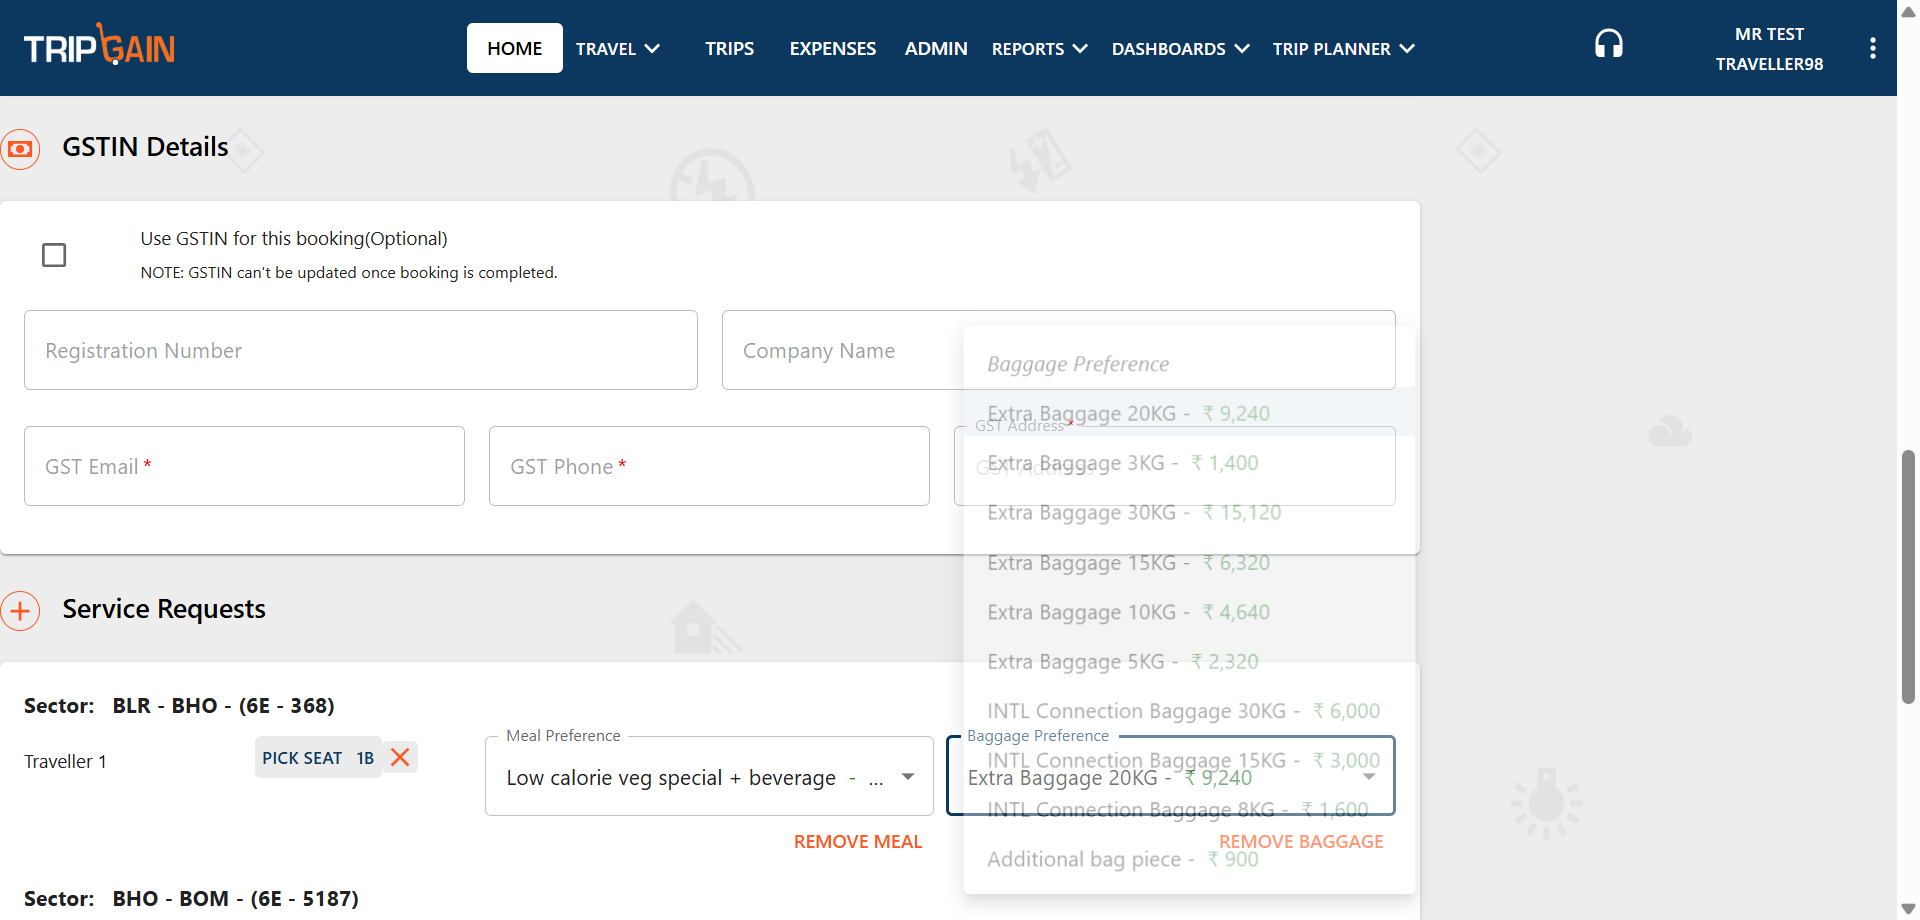 TRIPGAIN
HOME
TRAVEL
TRIPS
EXPENSES
ADMIN
REPORTS
DASHBOARDS
TRIP PLANNER
MR TEST
TRAVELLER98
GSTIN Details
Use GSTIN for this booking(Optional)
NOTE: GSTIN can't be updated once booking is completed.
Registration Number
Company Name
GST Email *
GST Phone *
GST Address *
GST Address
Baggage Preference
Extra Baggage 20KG - ₹ 9,240
Extra Baggage 3KG - ₹ 1,400
Extra Baggage 30KG - ₹ 15,120
Extra Baggage 15KG - ₹ 6,320
Extra Baggage 10KG - ₹ 4,640
Extra Baggage 5KG - ₹ 2,320
INTL Connection Baggage 30KG - ₹ 6,000
INTL Connection Baggage 15KG - ₹ 3,000
INTL Connection Baggage 8KG - ₹ 1,600
Additional bag piece - ₹ 900
Service Requests
Sector: BLR - BHO - (6E - 368)
Traveller 1
PICK SEAT 1B
Meal Preference
Low calorie veg special + beverage - ...
REMOVE MEAL
Baggage Preference
Extra Baggage 20KG - ₹ 9,240
REMOVE BAGGAGE
Sector: BHO - BOM - (6E - 5187)